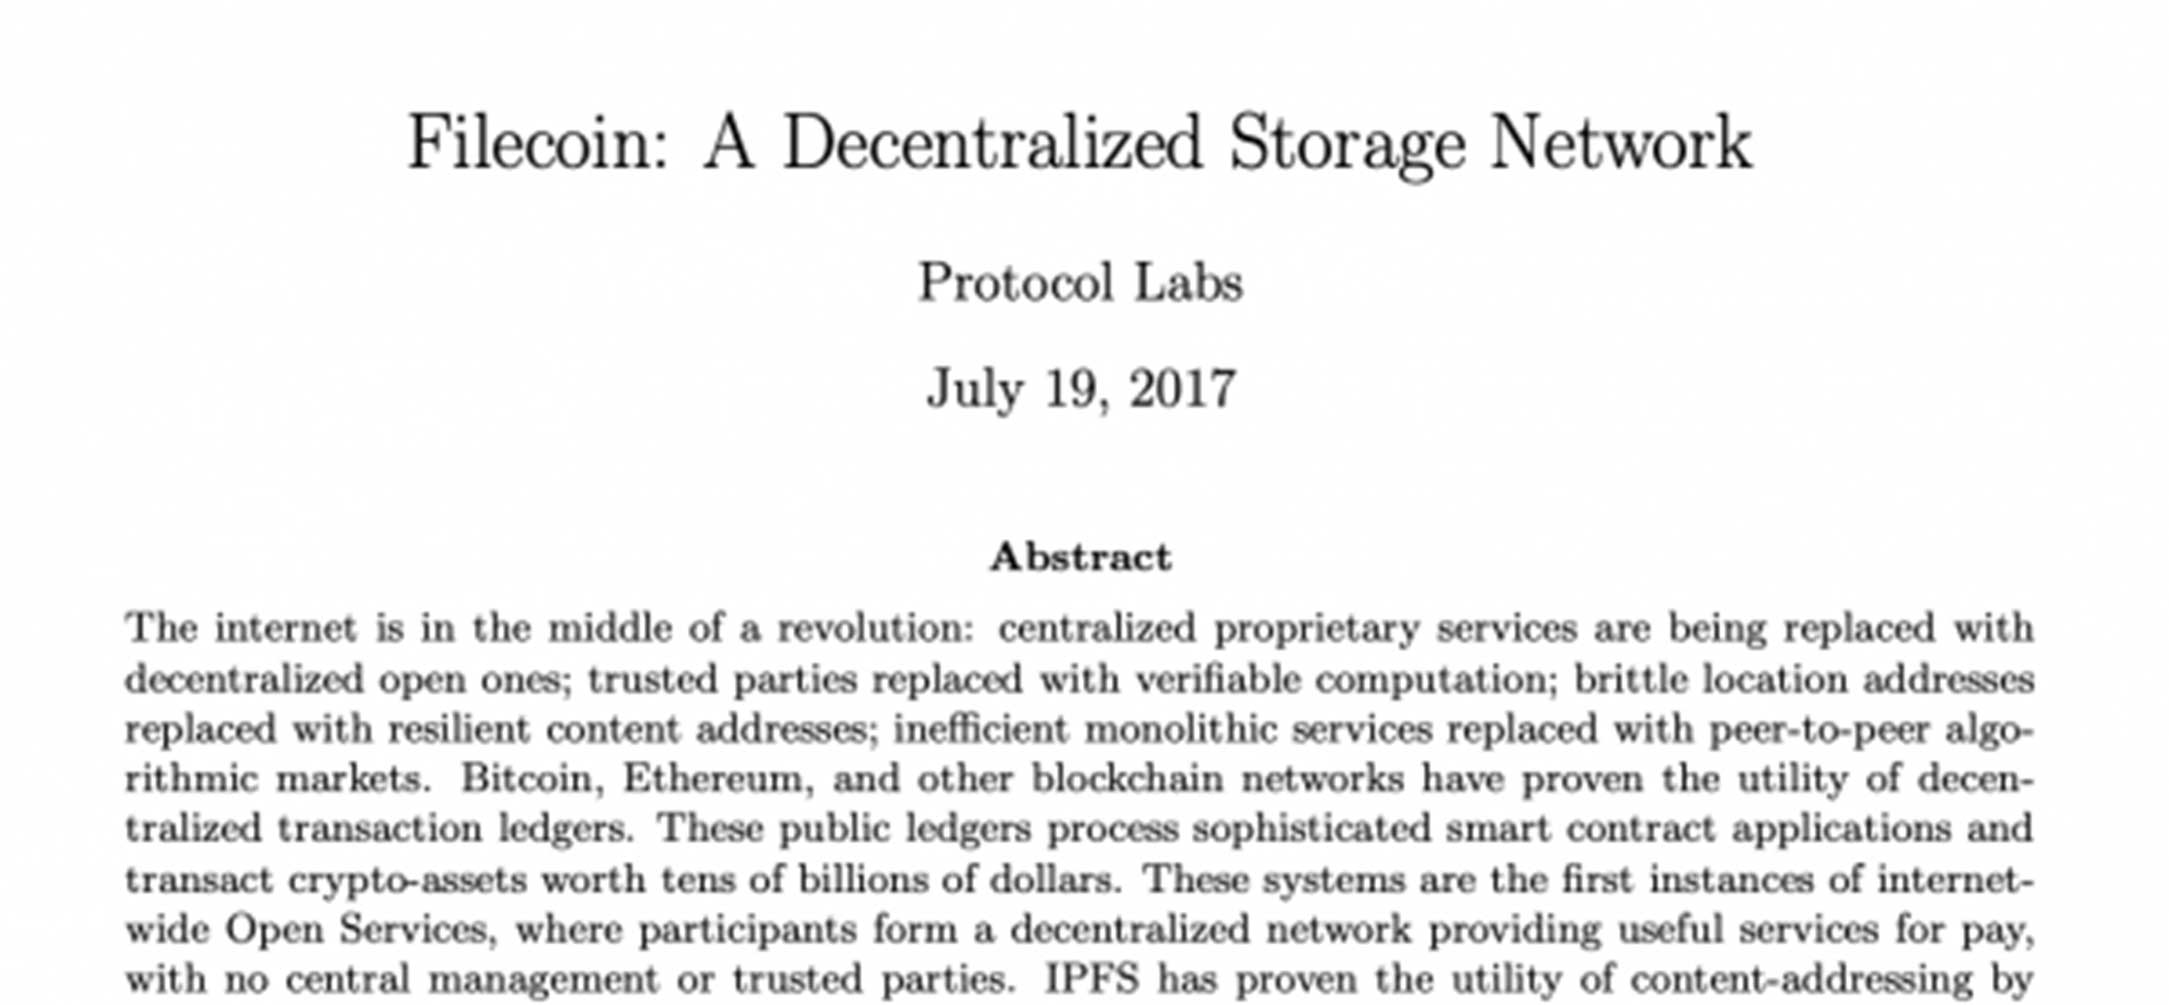 Filecoin: A Decentralized Storage Network
Protocol Labs
July 19, 2017
Abstract
The internet is in the middle of a revolution: centralized proprietary services are being replaced with
decentralized open ones; trusted parties replaced with verifiable computation; brittle location addresses
replaced with resilient content addresses; inefficient monolithic services replaced with peer-to-peer algo-
rithmic markets. Bitcoin, Ethereum, and other blockchain networks have proven the utility of decen-
tralized transaction ledgers. These public ledgers process sophisticated smart contract applications and
transact crypto-assets worth tens of billions of dollars. These systems are the first instances of internet-
wide Open Services, where participants form a decentralized network providing useful services for pay,
with no central management or trusted parties. IPFS has proven the utility of content-addressing by